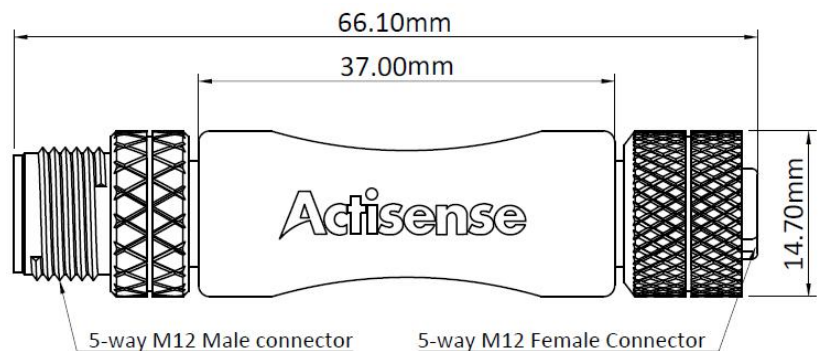 66.10mm
37.00mm
Actisense
14.70mm
5-way M12 Male connector
5-way M12 Female Connector